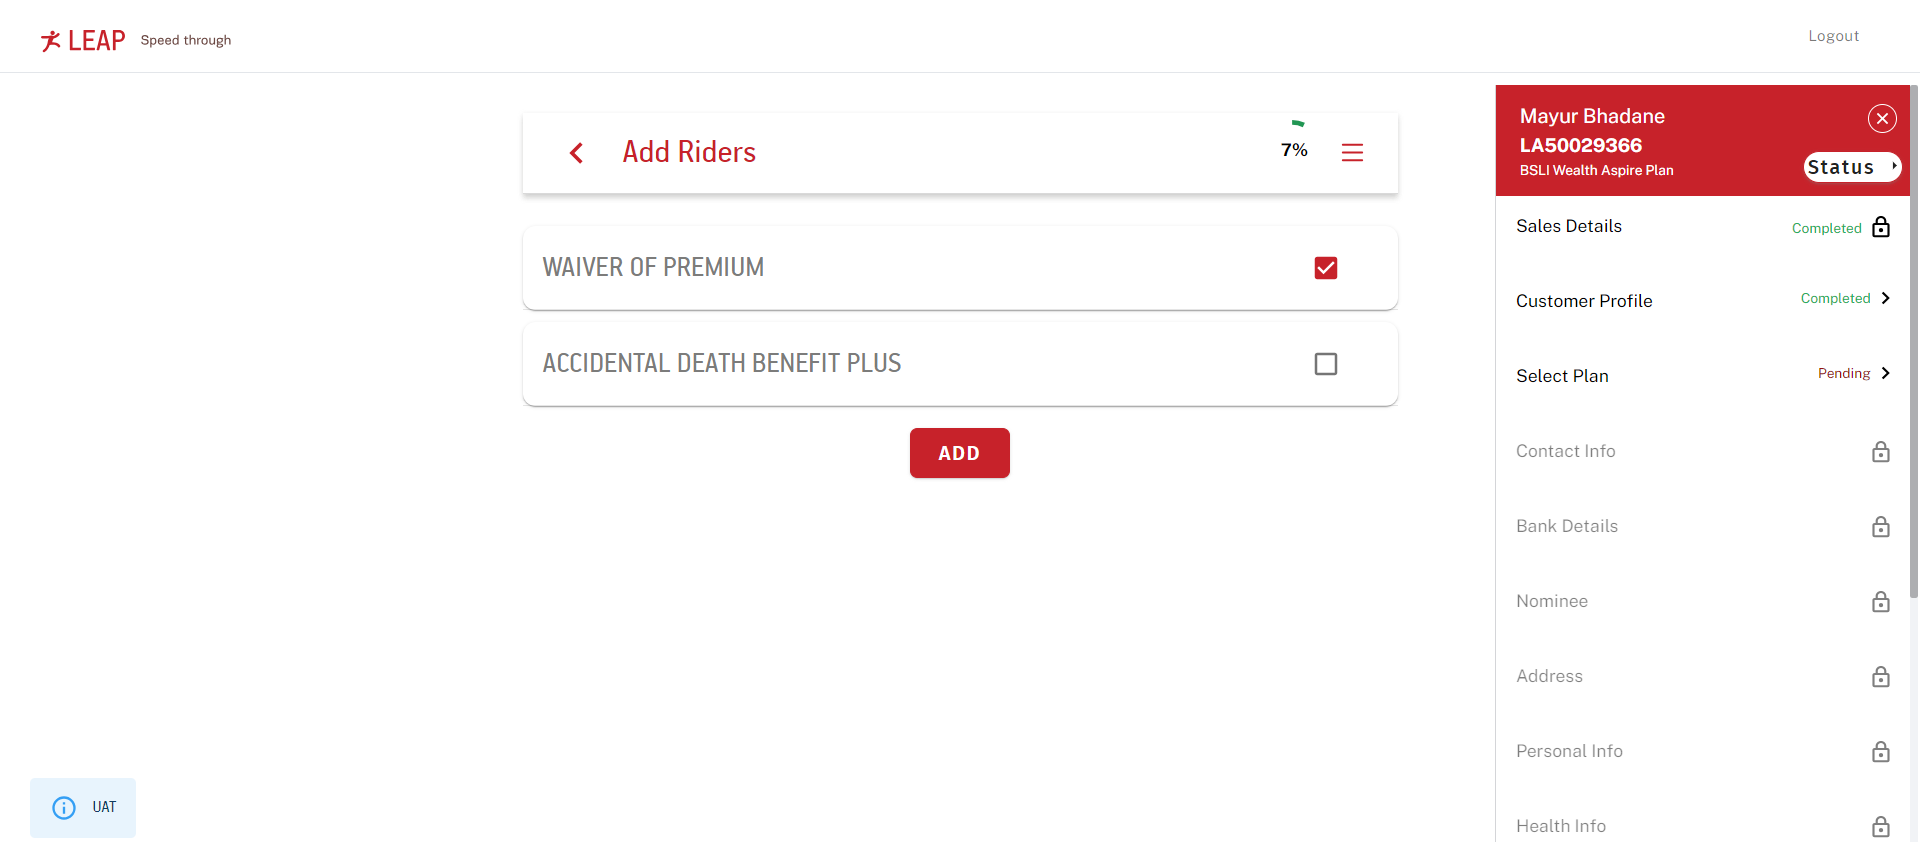 LEAP Speed through
Logout
Add Riders
7%
WAIVER OF PREMIUM
ACCIDENTAL DEATH BENEFIT PLUS
ADD
Mayur Bhadane
LA50029366
BSLI Wealth Aspire Plan
Status
Sales Details Completed
Customer Profile Completed
Select Plan Pending
Contact Info
Bank Details
Nominee
Address
Personal Info
Health Info
UAT